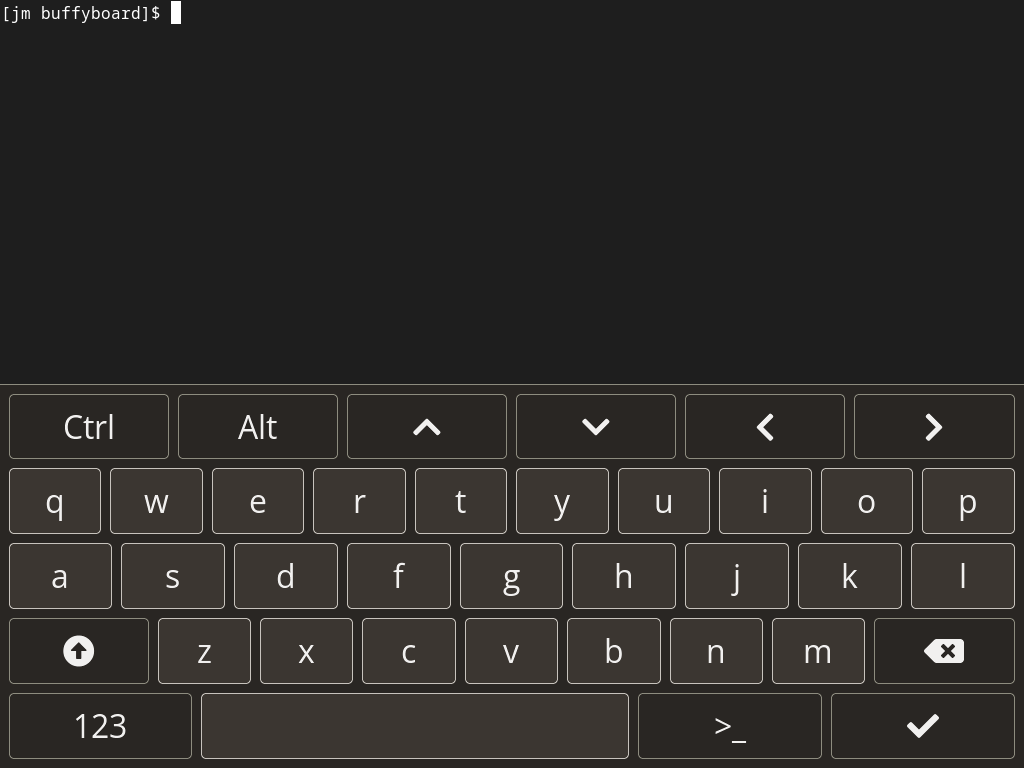 [jm buffyboard]$
Ctrl Alt
q w e r t y u i o p
a s d f g h j k l
z x c v b n m
123 >_